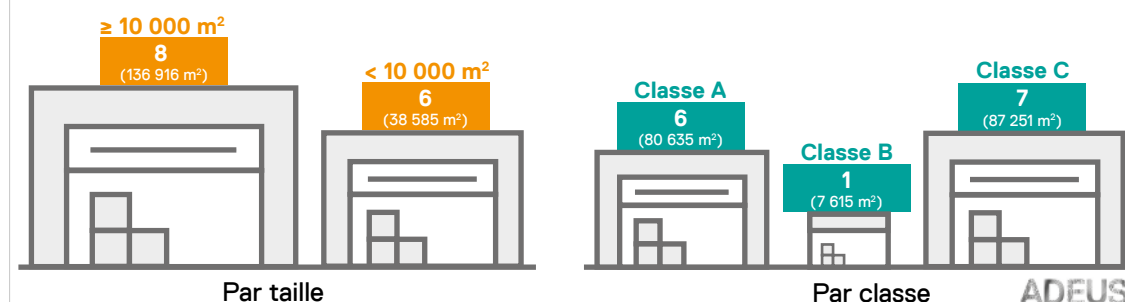 ≥ 10 000 m²
8
(136 916 m²)
< 10 000 m²
6
(38 585 m²)
Par taille
Classe A
6
(80 635 m²)
Classe B
1
(7 615 m²)
Classe C
7
(87 251 m²)
Par classe
ADEUS